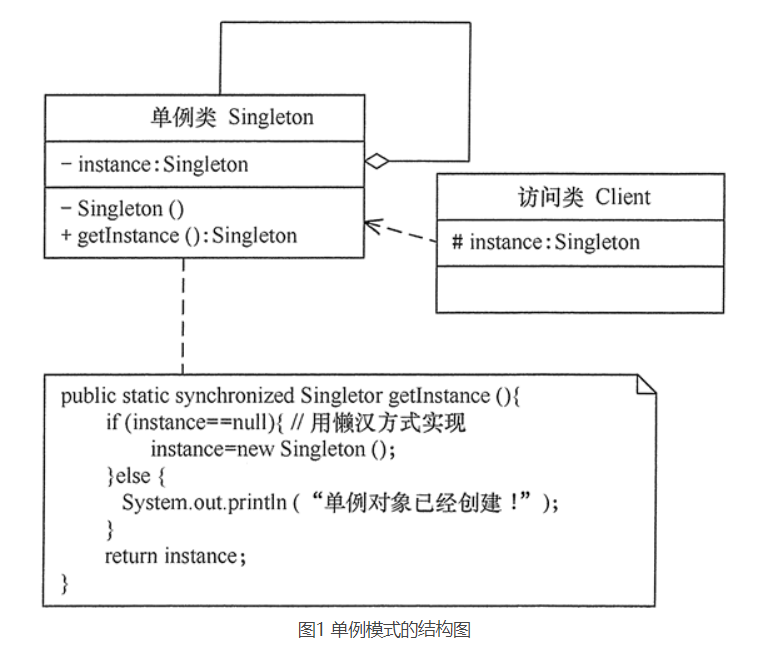 单例类 Singleton
- instance:Singleton
- Singleton ()
+ getInstance ():Singleton
访问类 Client
# instance:Singleton
public static synchronized Singletor getInstance (){
if (instance==null){ // 用懒汉方式实现
instance=new Singleton ();
}else {
System.out.println (“单例对象已经创建！”);
}
return instance;
}
图1 单例模式的结构图